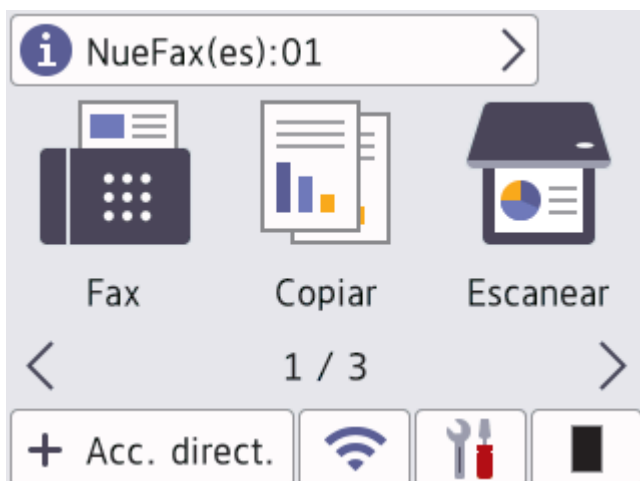 NueFax(es):01
Fax Copiar Escanear
1 / 3
+ Acc. direct.